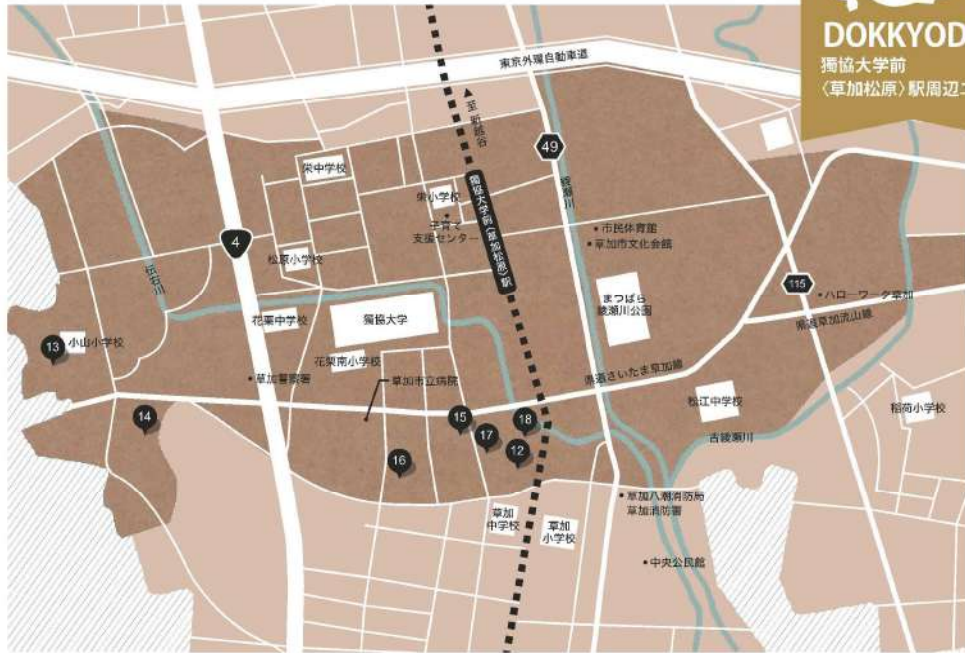 DOKKYOD
獨協大学前
〈草加松原〉駅周辺
東京外環自動車道
▲至 新越谷
49
栄中学校
栄小学校
綾瀬川
獨協大学前〈草加松原〉駅
• 子育て
支援センター
• 市民体育館
• 草加市文化会館
4
松原小学校
伝右川
115
• ハローワーク草加
まつばら
綾瀬川公園
県道草加流山線
花栗中学校
獨協大学
13
小山小学校
花栗南小学校
• 草加警察署
草加市立病院
県道さいたま草加線
松江中学校
稲荷小学校
14
15
18
17
12
16
古綾瀬川
• 草加八潮消防局
草加消防署
草加
中学校
草加
小学校
• 中央公民館